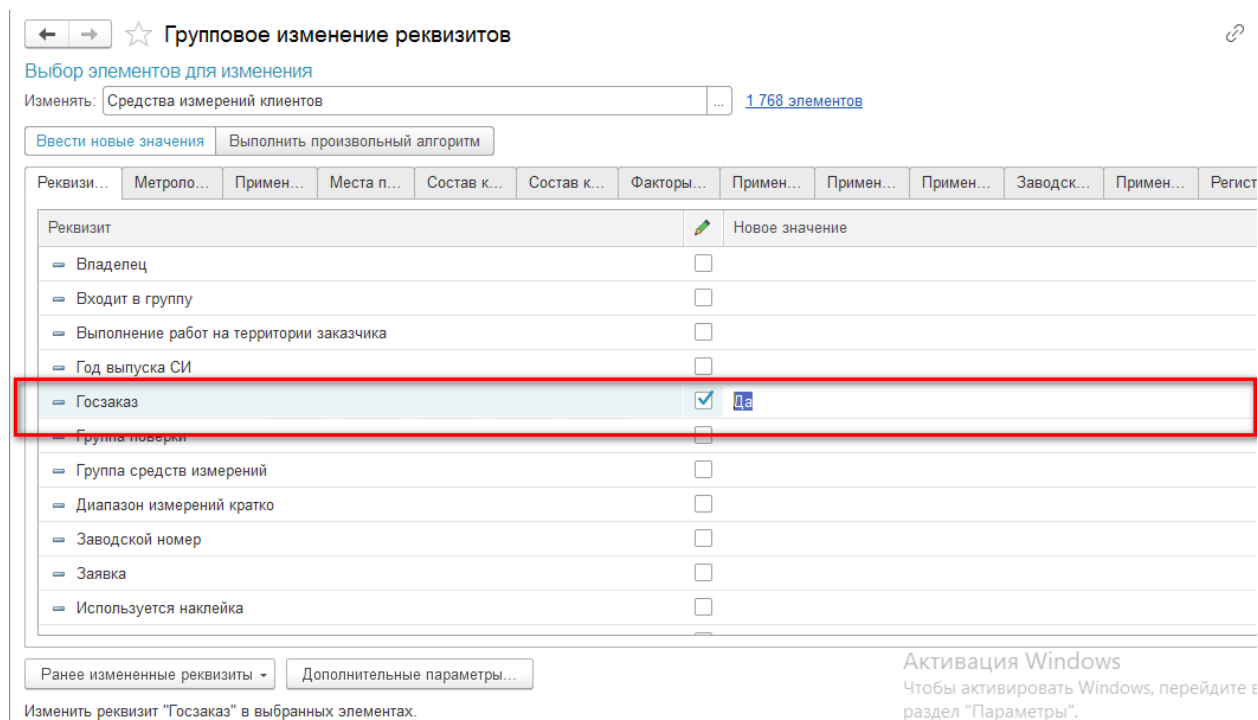 Групповое изменение реквизитов
Выбор элементов для изменения
Изменять: Средства измерений клиентов ... 1 768 элементов
Ввести новые значения Выполнить произвольный алгоритм
Реквизи... Метроло... Примен... Места п... Состав к... Состав к... Факторы... Примен... Примен... Примен... Заводск... Примен... Регист
Реквизит Новое значение
Владелец
Входит в группу
Выполнение работ на территории заказчика
Год выпуска СИ
Госзаказ Да
Группа поверки
Группа средств измерений
Диапазон измерений кратко
Заводской номер
Заявка
Используется наклейка
Ранее измененные реквизиты Дополнительные параметры...
Изменить реквизит "Госзаказ" в выбранных элементах.
Активация Windows
Чтобы активировать Windows, перейдите в
раздел "Параметры".